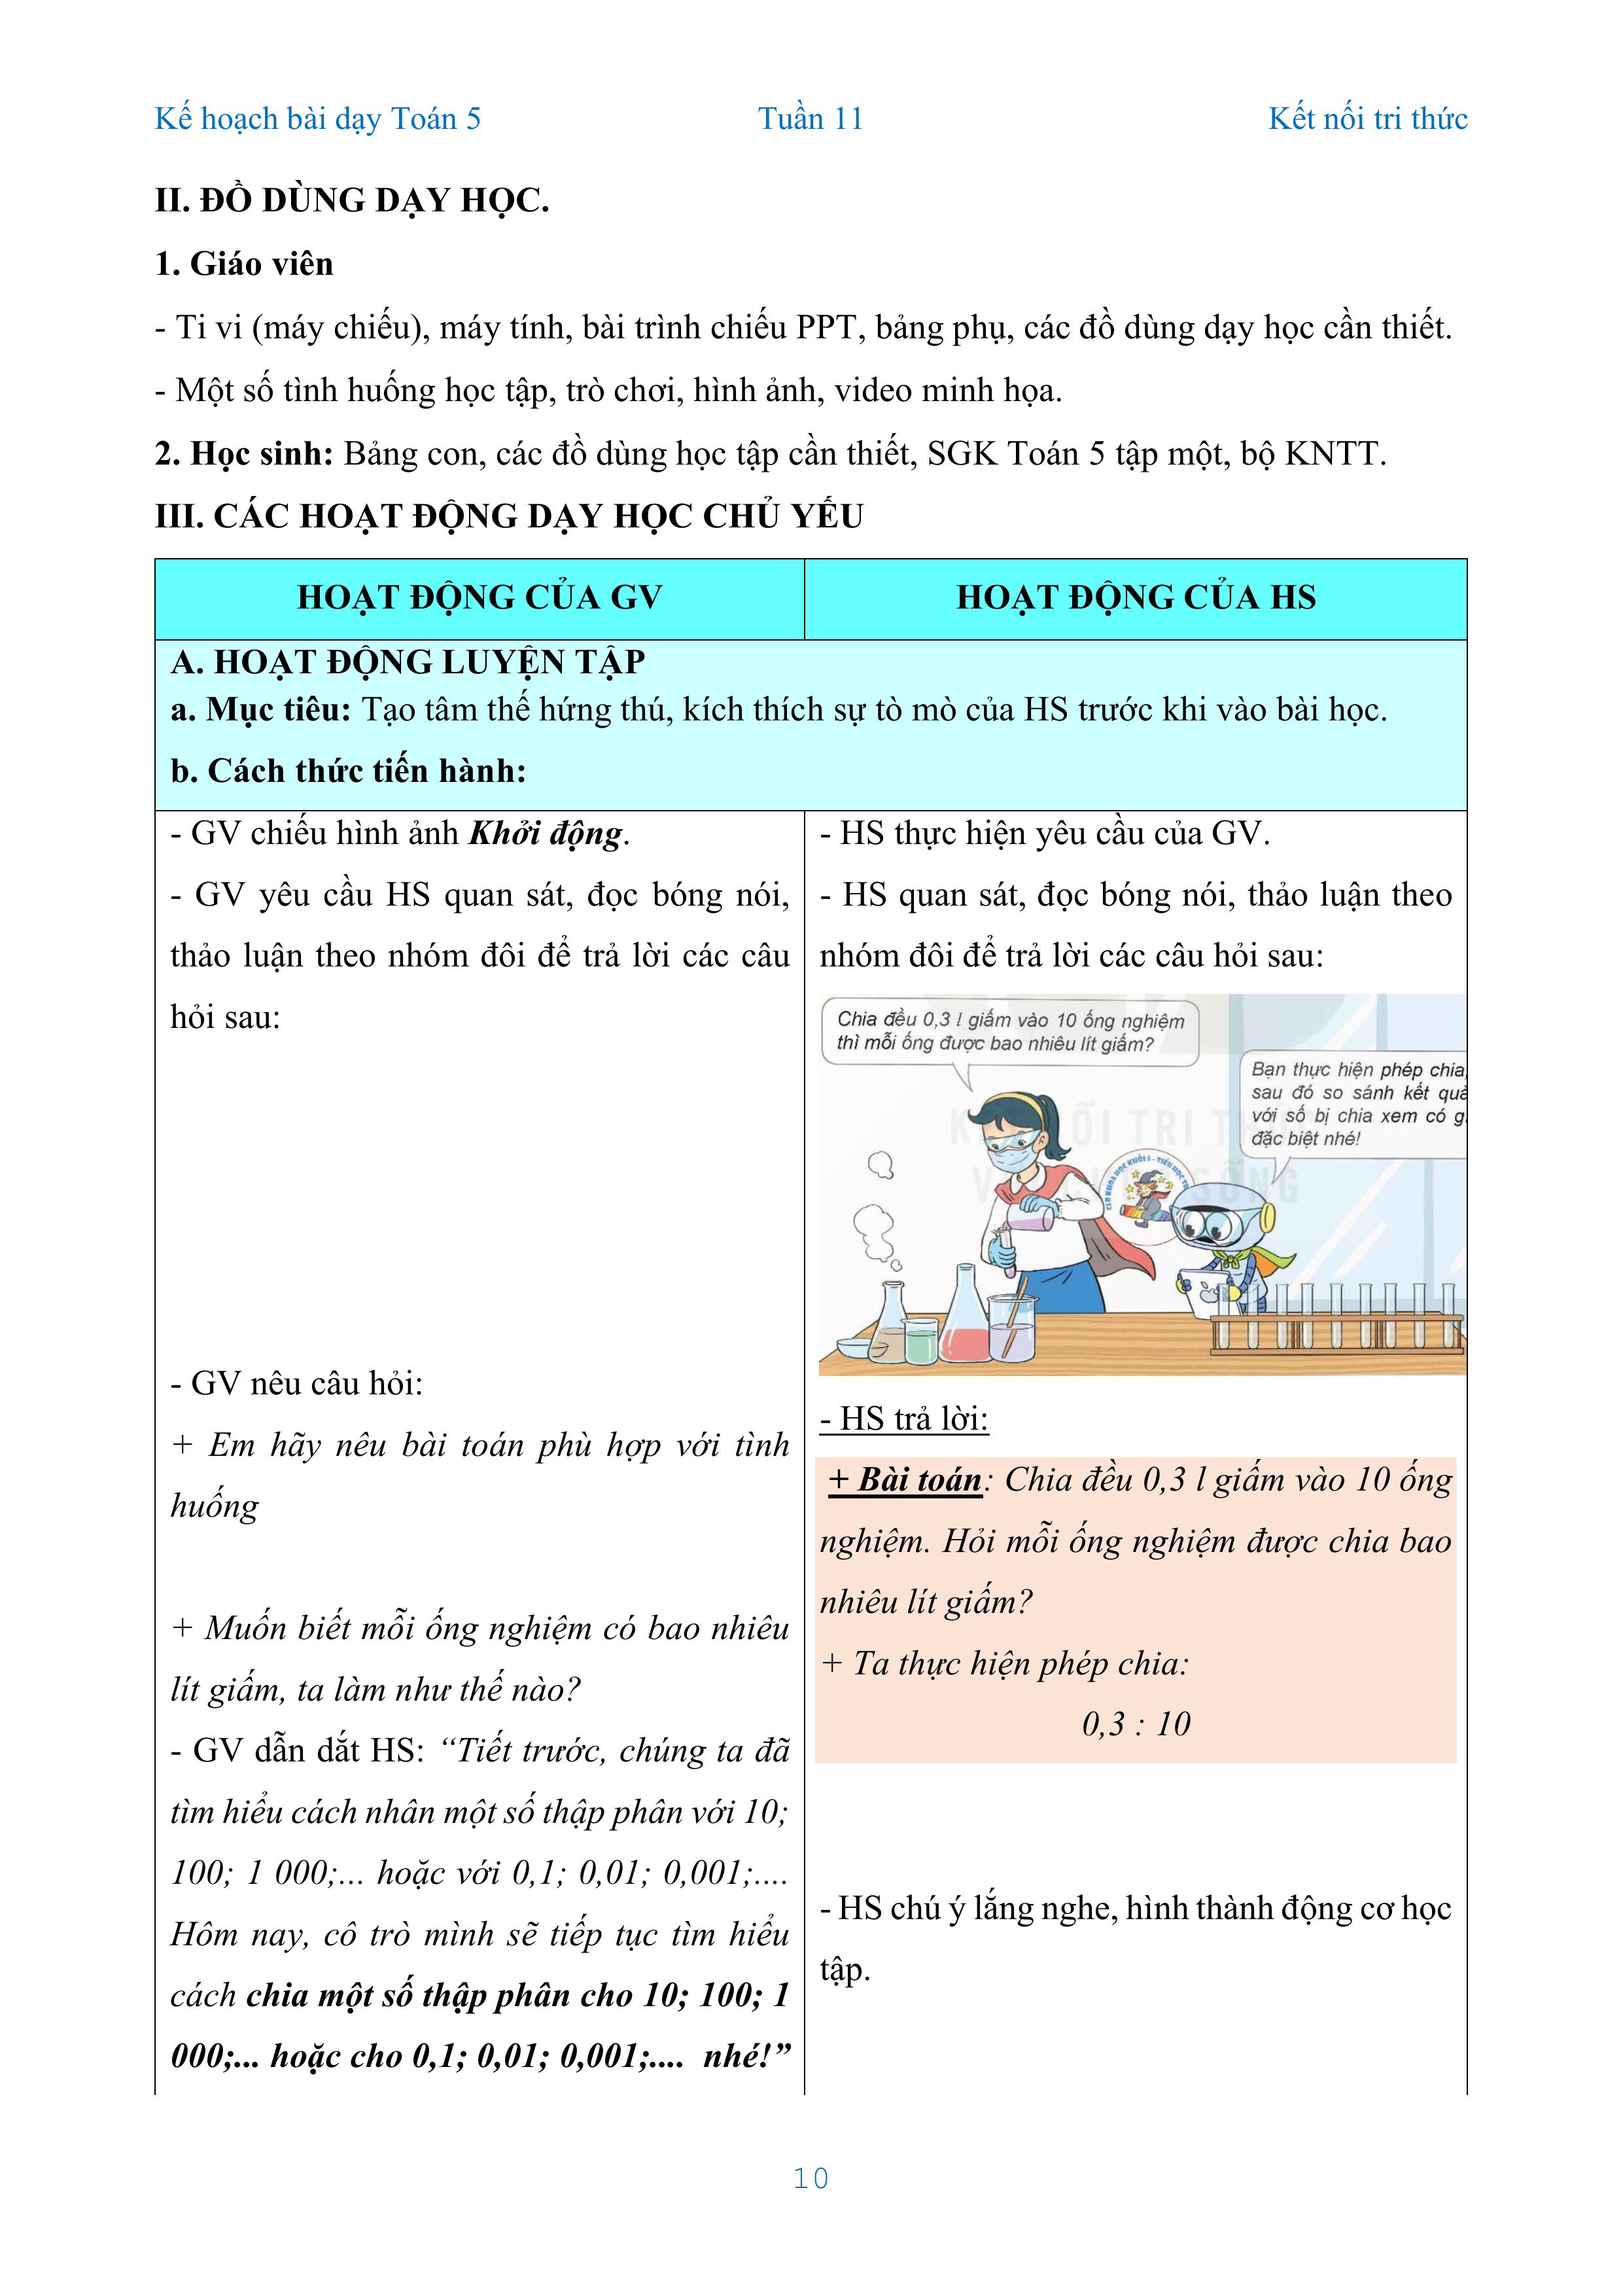 Kế hoạch bài dạy Toán 5 Tuần 11 Kết nối tri thức
II. ĐỒ DÙNG DẠY HỌC.
1. Giáo viên
- Ti vi (máy chiếu), máy tính, bài trình chiếu PPT, bảng phụ, các đồ dùng dạy học cần thiết.
- Một số tình huống học tập, trò chơi, hình ảnh, video minh họa.
2. Học sinh: Bảng con, các đồ dùng học tập cần thiết, SGK Toán 5 tập một, bộ KNTT.
III. CÁC HOẠT ĐỘNG DẠY HỌC CHỦ YẾU
HOẠT ĐỘNG CỦA GV
HOẠT ĐỘNG CỦA HS
A. HOẠT ĐỘNG LUYỆN TẬP
a. Mục tiêu: Tạo tâm thế hứng thú, kích thích sự tò mò của HS trước khi vào bài học.
b. Cách thức tiến hành:
- GV chiếu hình ảnh Khởi động.
- GV yêu cầu HS quan sát, đọc bóng nói,
thảo luận theo nhóm đôi để trả lời các câu
hỏi sau:
- GV nêu câu hỏi:
+ Em hãy nêu bài toán phù hợp với tình
huống
+ Muốn biết mỗi ống nghiệm có bao nhiêu
lít giấm, ta làm như thế nào?
- GV dẫn dắt HS: “Tiết trước, chúng ta đã
tìm hiểu cách nhân một số thập phân với 10;
100; 1 000;... hoặc với 0,1; 0,01; 0,001;....
Hôm nay, cô trò mình sẽ tiếp tục tìm hiểu
cách chia một số thập phân cho 10; 100; 1
000;... hoặc cho 0,1; 0,01; 0,001;.... nhé!”
- HS thực hiện yêu cầu của GV.
- HS quan sát, đọc bóng nói, thảo luận theo
nhóm đôi để trả lời các câu hỏi sau:
Chia đều 0,3 l giấm vào 10 ống nghiệm
thì mỗi ống được bao nhiêu lít giấm?
Bạn thực hiện phép chia,
sau đó so sánh kết quả
với số bị chia xem có g
đặc biệt nhé!
- HS trả lời:
+ Bài toán: Chia đều 0,3 l giấm vào 10 ống
nghiệm. Hỏi mỗi ống nghiệm được chia bao
nhiêu lít giấm?
+ Ta thực hiện phép chia:
0,3 : 10
- HS chú ý lắng nghe, hình thành động cơ học
tập.
10